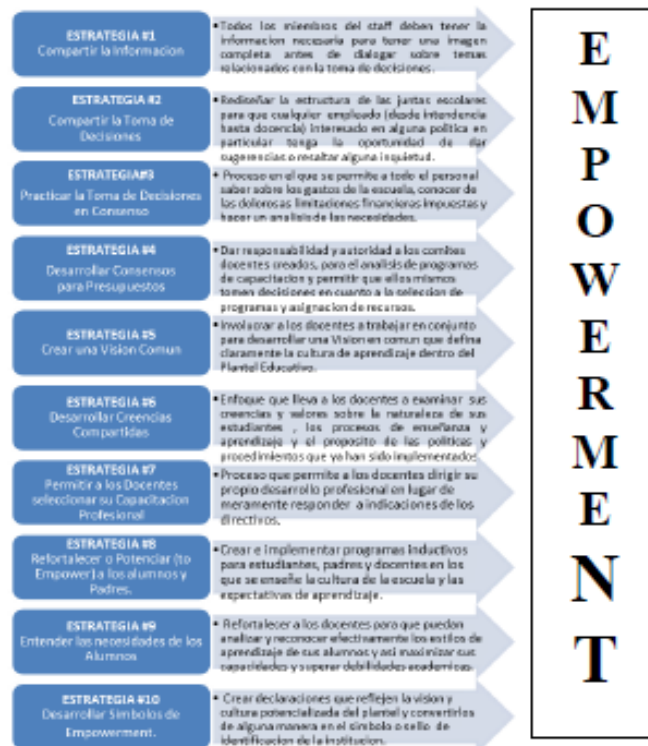 ESTRATEGIA #1
Compartir la Informacion
• Todos los miembros del staff deben tener la
informacion necesaria para tener una imagen
completa antes de dialogar sobre temas
relacionados con la toma de decisiones.
ESTRATEGIA #2
Compartir la Toma de
Decisiones
• Rediseñar la estructura de las juntas escolares
para que cualquier empleado (desde intendencia
hasta docencia) interesado en alguna politica en
particular tenga la oportunidad de dar
sugerencias o resaltar alguna inquietud.
ESTRATEGIA#3
Practicar la Toma de Decisiones
en Consenso
• Proceso en el que se permite a todo el personal
saber sobre los gastos de la escuela, conocer de
las dolorosas limitaciones financieras impuestas y
hacer un analisis de las necesidades.
ESTRATEGIA #4
Desarrollar Consensos
para Presupuestos
• Dar responsabilidad y autoridad a los comites
docentes creados, para el analisis de programas
de capacitacion y permitir que ellos mismos
tomen decisiones en cuanto a la seleccion de
programas y asignacion de recursos.
ESTRATEGIA #5
Crear una Vision Comun
• Involucrar a los docentes a trabajar en conjunto
para desarrollar una Vision en comun que defina
claramente la cultura de aprendizaje dentro del
Plantel Educativo.
ESTRATEGIA #6
Desarrollar Creencias
Compartidas
• Enfoque que lleva a los docentes a examinar sus
creencias y valores sobre la naturaleza de sus
estudiantes , los procesos de enseñanza y
aprendizaje y el proposito de las politicas y
procedimientos que ya han sido implementados
ESTRATEGIA #7
Permitir a los Docentes
seleccionar su Capacitacion
Profesional
• Proceso que permite a los docentes dirigir su
propio desarrollo profesional en lugar de
meramente responder a indicaciones de los
directivos.
ESTRATEGIA #8
Refortalecer o Potenciar (to
Empower) a los alumnos y
Padres.
• Crear e implementar programas inductivos
para estudiantes, padres y docentes en los
que se enseñe la cultura de la escuela y las
expectativas de aprendizaje.
ESTRATEGIA #9
Entender las necesidades de los
Alumnos
• Refortalecer a los docentes para que puedan
analizar y reconocer efectivamente los estilos de
aprendizaje de sus alumnos y asi maximizar sus
capacidades y superar debilidades academicas.
ESTRATEGIA #10
Desarrollar Simbolos de
Empowerment.
• Crear declaraciones que reflejen la vision y
cultura potencializada del plantel y convertirlos
de alguna manera en el simbolo o sello de
identificacion de la institucion.
E
M
P
O
W
E
R
M
E
N
T